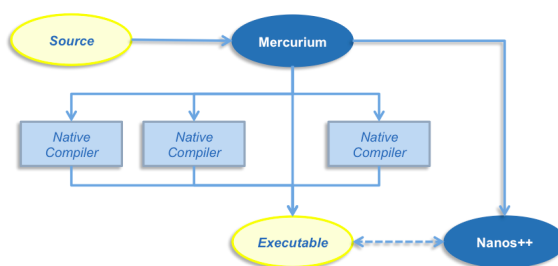 Source
Mercurium
Native
Compiler
Native
Compiler
Native
Compiler
Executable
Nanos++